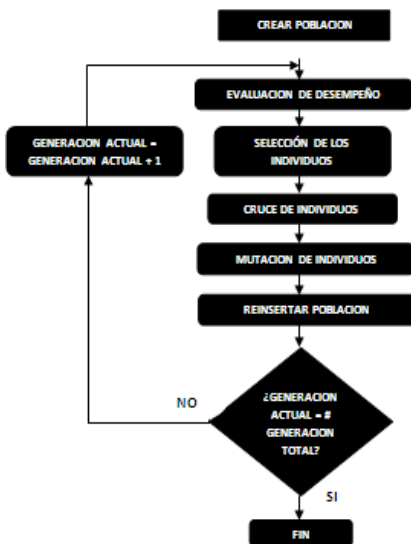 CREAR POBLACION
EVALUACION DE DESEMPEÑO
GENERACION ACTUAL =
GENERACION ACTUAL + 1
SELECCIÓN DE LOS
INDIVIDUOS
CRUCE DE INDIVIDUOS
MUTACION DE INDIVIDUOS
REINSERTAR POBLACION
¿GENERACION
ACTUAL = #
GENERACION
TOTAL?
NO
SI
FIN